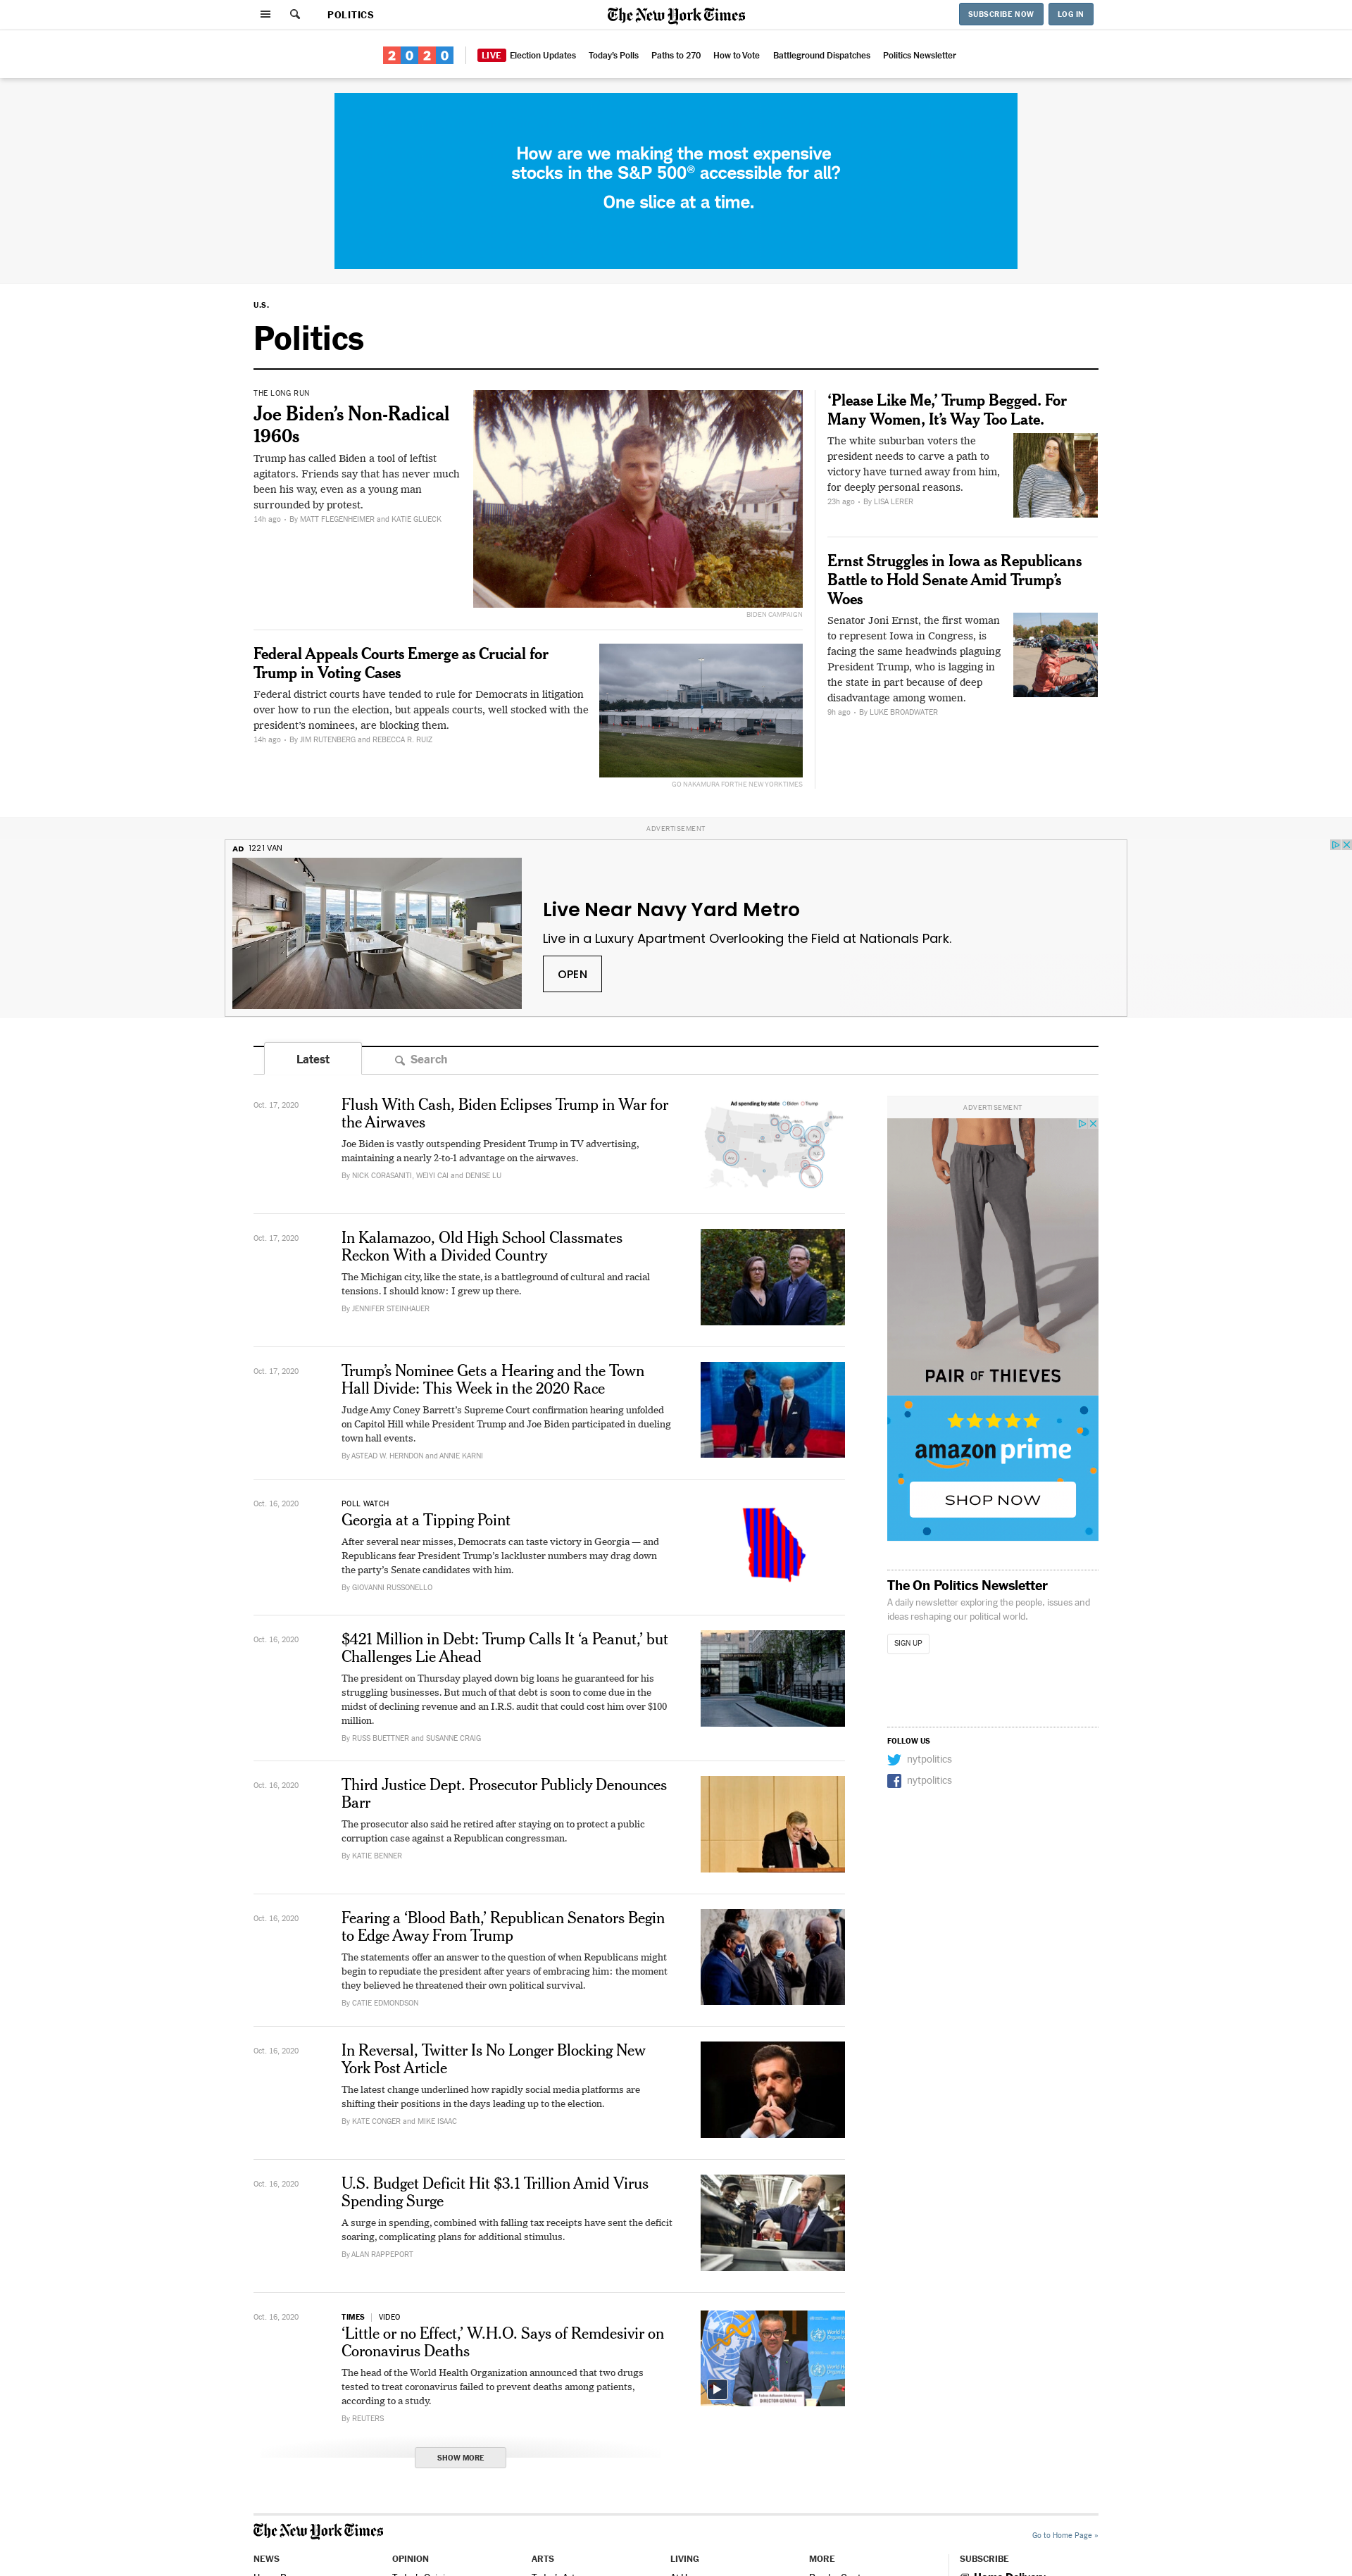 POLITICS
The New York Times
SUBSCRIBE NOW
LOG IN
2020
LIVE Election Updates
Today's Polls
Paths to 270
How to Vote
Battleground Dispatches
Politics Newsletter
How are we making the most expensive
stocks in the S&P 500® accessible for all?
One slice at a time.
U.S.
Politics
THE LONG RUN
Joe Biden’s Non-Radical
1960s
Trump has called Biden a tool of leftist
agitators. Friends say that has never much
been his way, even as a young man
surrounded by protest.
14h ago • By MATT FLEGENHEIMER and KATIE GLUECK
BIDEN CAMPAIGN
Federal Appeals Courts Emerge as Crucial for
Trump in Voting Cases
Federal district courts have tended to rule for Democrats in litigation
over how to run the election, but appeals courts, well stocked with the
president’s nominees, are blocking them.
14h ago • By JIM RUTENBERG and REBECCA R. RUIZ
GO NAKAMURA FOR THE NEW YORK TIMES
‘Please Like Me,’ Trump Begged. For
Many Women, It’s Way Too Late.
The white suburban voters the
president needs to carve a path to
victory have turned away from him,
for deeply personal reasons.
23h ago • By LISA LERER
Ernst Struggles in Iowa as Republicans
Battle to Hold Senate Amid Trump’s
Woes
Senator Joni Ernst, the first woman
to represent Iowa in Congress, is
facing the same headwinds plaguing
President Trump, who is lagging in
the state in part because of deep
disadvantage among women.
9h ago • By LUKE BROADWATER
ADVERTISEMENT
AD 1221 VAN
Live Near Navy Yard Metro
Live in a Luxury Apartment Overlooking the Field at Nationals Park.
OPEN
Latest
Search
Oct. 17, 2020
Flush With Cash, Biden Eclipses Trump in War for
the Airwaves
Joe Biden is vastly outspending President Trump in TV advertising,
maintaining a nearly 2-to-1 advantage on the airwaves.
By NICK CORASANITI, WEIYI CAI and DENISE LU
Ad spending by state Biden Trump
Oct. 17, 2020
In Kalamazoo, Old High School Classmates
Reckon With a Divided Country
The Michigan city, like the state, is a battleground of cultural and racial
tensions. I should know: I grew up there.
By JENNIFER STEINHAUER
Oct. 17, 2020
Trump’s Nominee Gets a Hearing and the Town
Hall Divide: This Week in the 2020 Race
Judge Amy Coney Barrett’s Supreme Court confirmation hearing unfolded
on Capitol Hill while President Trump and Joe Biden participated in dueling
town hall events.
By ASTEAD W. HERNDON and ANNIE KARNI
Oct. 16, 2020
POLL WATCH
Georgia at a Tipping Point
After several near misses, Democrats can taste victory in Georgia — and
Republicans fear President Trump’s lackluster numbers may drag down
the party’s Senate candidates with him.
By GIOVANNI RUSSONELLO
Oct. 16, 2020
$421 Million in Debt: Trump Calls It ‘a Peanut,’ but
Challenges Lie Ahead
The president on Thursday played down big loans he guaranteed for his
struggling businesses. But much of that debt is soon to come due in the
midst of declining revenue and an I.R.S. audit that could cost him over $100
million.
By RUSS BUETTNER and SUSANNE CRAIG
Oct. 16, 2020
Third Justice Dept. Prosecutor Publicly Denounces
Barr
The prosecutor also said he retired after staying on to protect a public
corruption case against a Republican congressman.
By KATIE BENNER
Oct. 16, 2020
Fearing a ‘Blood Bath,’ Republican Senators Begin
to Edge Away From Trump
The statements offer an answer to the question of when Republicans might
begin to repudiate the president after years of embracing him: the moment
they believed he threatened their own political survival.
By CATIE EDMONDSON
Oct. 16, 2020
In Reversal, Twitter Is No Longer Blocking New
York Post Article
The latest change underlined how rapidly social media platforms are
shifting their positions in the days leading up to the election.
By KATE CONGER and MIKE ISAAC
Oct. 16, 2020
U.S. Budget Deficit Hit $3.1 Trillion Amid Virus
Spending Surge
A surge in spending, combined with falling tax receipts have sent the deficit
soaring, complicating plans for additional stimulus.
By ALAN RAPPEPORT
Oct. 16, 2020
TIMES VIDEO
‘Little or no Effect,’ W.H.O. Says of Remdesivir on
Coronavirus Deaths
The head of the World Health Organization announced that two drugs
tested to treat coronavirus failed to prevent deaths among patients,
according to a study.
By REUTERS
DIRECTOR-GENERAL
SHOW MORE
ADVERTISEMENT
PAIR OF THIEVES
amazon prime
SHOP NOW
The On Politics Newsletter
A daily newsletter exploring the people, issues and
ideas reshaping our political world.
SIGN UP
FOLLOW US
nytpolitics
nytpolitics
The New York Times
Go to Home Page »
NEWS
OPINION
ARTS
LIVING
MORE
SUBSCRIBE